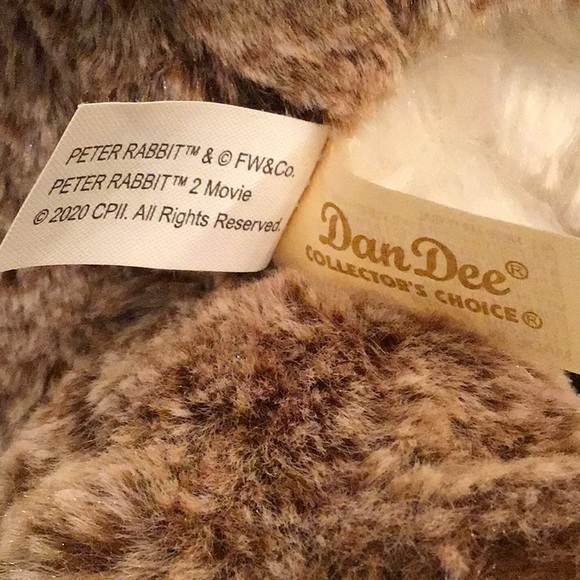 PETER RABBIT™ & © FW&Co.
PETER RABBIT™ 2 Movie
© 2020 CPII. All Rights Reserved.
Dan Dee®
COLLECTOR'S CHOICE®